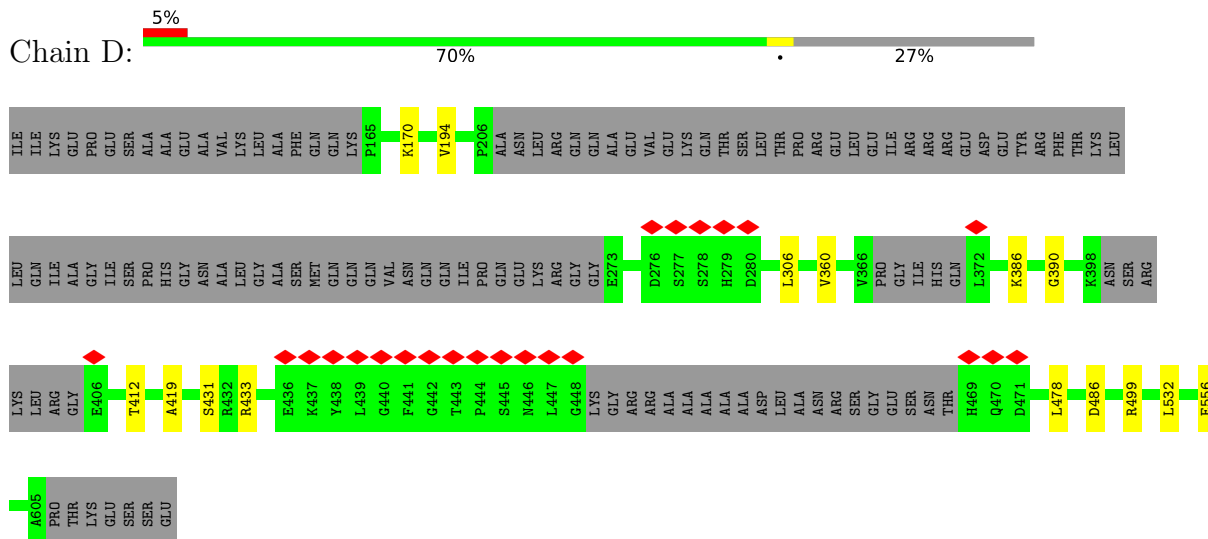 5%
Chain D:
70% • 27%
ILE ILE LYS GLU PRO GLU SER ALA ALA GLU ALA VAL LYS LEU ALA PHE GLN GLN LYS P165 K170 V194 P206 ALA ASN LEU ARG GLN GLN ALA GLU VAL GLU LYS GLN THR SER LEU THR PRO ARG GLU LEU GLU ILE ARG ARG ARG GLU ASP GLU TYR ARG PHE THR LYS LEU
LEU GLN ILE ALA GLY ILE SER PRO HIS GLY ASN ALA LEU GLY ALA SER MET GLN GLN GLN VAL ASN GLN GLN ILE PRO GLN GLU LYS ARG GLY GLY E273 D276 S277 S278 H279 D280 L306 V360 V366 PRO GLY ILE HIS GLN L372 K386 G390 K398 ASN SER ARG
LYS LEU ARG GLY E406 T412 A419 S431 R432 R433 E436 K437 Y438 L439 G440 F441 G442 T443 P444 S445 N446 L447 G448 LYS GLY ARG ARG ALA ALA ALA ALA ALA ALA ASP LEU ALA ASN ARG SER GLY GLU SER ASN THR H469 Q470 D471 L478 D486 R499 L532
A605 PRO THR LYS GLU SER SER GLU